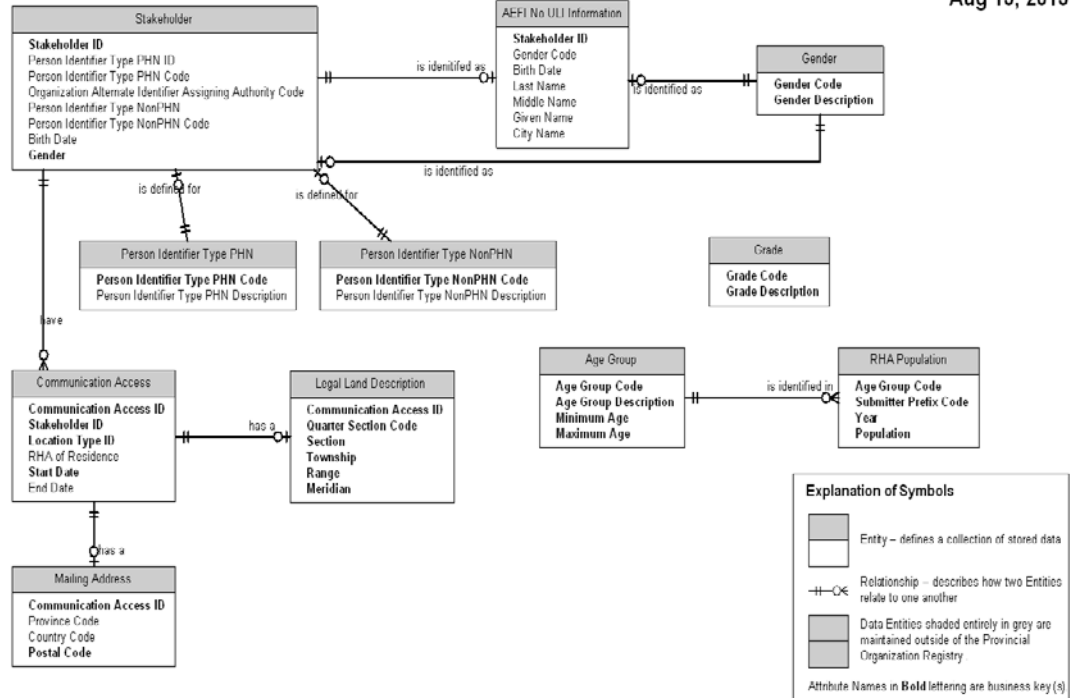 Stakeholder
Stakeholder ID
Person Identifier Type PHN ID
Person Identifier Type PHN Code
Organization Alternate Identifier Assigning Authority Code
Person Identifier Type NonPHN
Person Identifier Type NonPHN Code
Birth Date
Gender
is idenitifed as
AEFI No ULI Information
Stakeholder ID
Gender Code
Birth Date
Last Name
Middle Name
Given Name
City Name
is identified as
Gender
Gender Code
Gender Description
is identified as
is defined for
is defined for
Person Identifier Type PHN
Person Identifier Type PHN Code
Person Identifier Type PHN Description
Person Identifier Type NonPHN
Person Identifier Type NonPHN Code
Person Identifier Type NonPHN Description
Grade
Grade Code
Grade Description
have
Communication Access
Communication Access ID
Stakeholder ID
Location Type ID
RHA of Residence
Start Date
End Date
has a
Legal Land Description
Communication Access ID
Quarter Section Code
Section
Township
Range
Meridian
Age Group
Age Group Code
Age Group Description
Minimum Age
Maximum Age
is identified in
RHA Population
Age Group Code
Submitter Prefix Code
Year
Population
has a
Mailing Address
Communication Access ID
Province Code
Country Code
Postal Code
Explanation of Symbols
Entity – defines a collection of stored data
Relationship – describes how two Entities
relate to one another
Data Entities shaded entirely in grey are
maintained outside of the Provincial
Organization Registry.
Attribute Names in Bold lettering are business key(s)